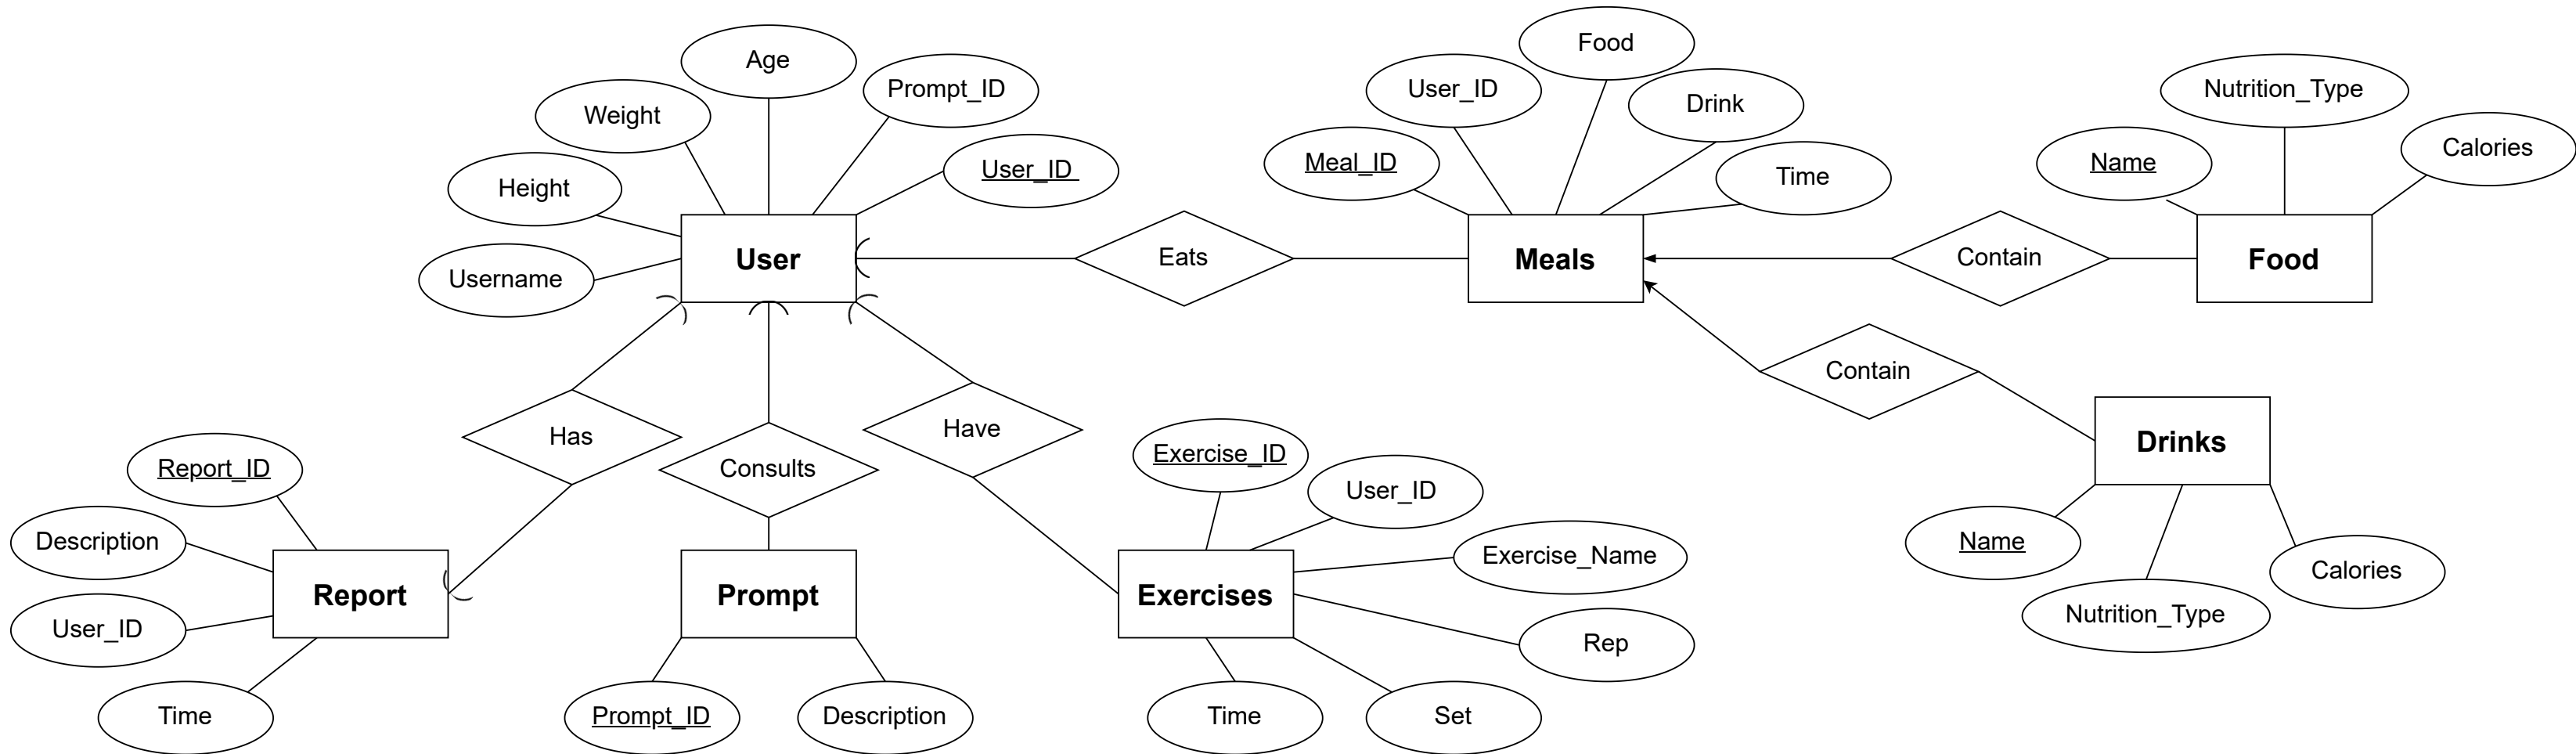 Food
Age
User_ID
Prompt_ID
Nutrition_Type
Drink
Weight
Calories
Meal_ID
Name
User_ID
Time
Height
User
Eats
Meals
Contain
Food
Username
Contain
Have
Has
Drinks
Exercise_ID
Report_ID
Consults
User_ID
Description
Name
Exercise_Name
Calories
Report
Prompt
Exercises
Nutrition_Type
User_ID
Rep
Time
Prompt_ID
Description
Time
Set